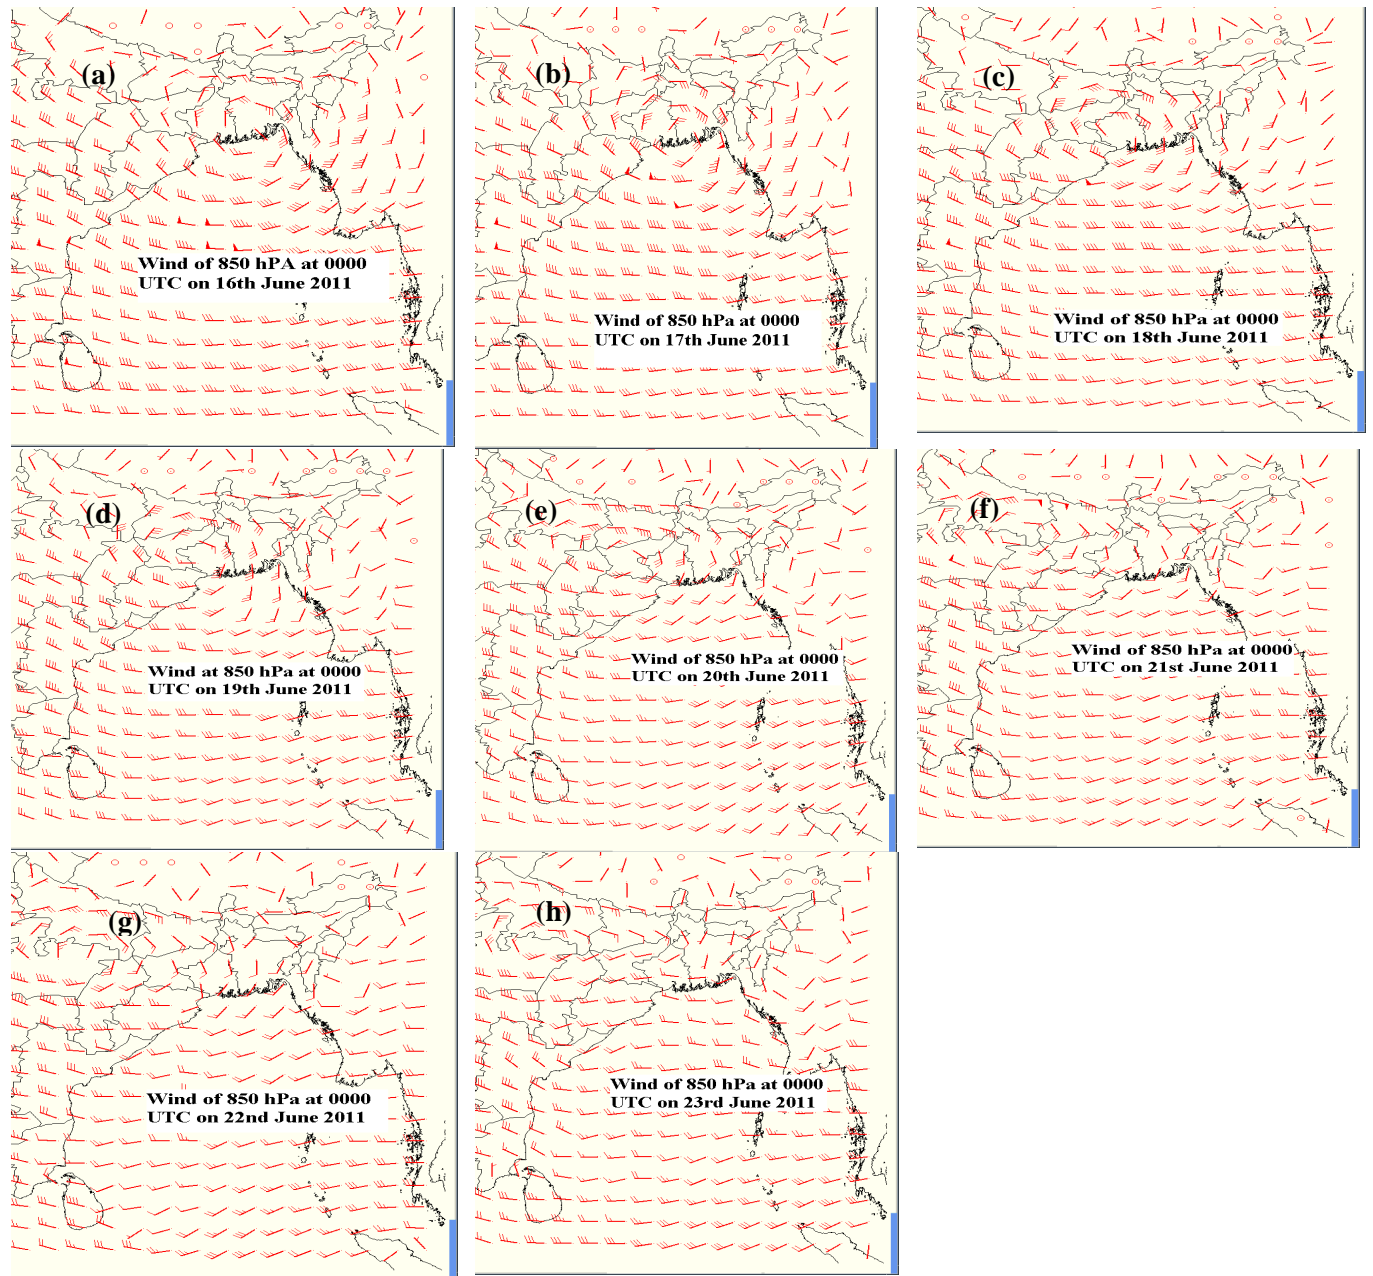 (a)
Wind of 850 hPA at 0000
UTC on 16th June 2011
(b)
Wind of 850 hPa at 0000
UTC on 17th June 2011
(c)
Wind of 850 hPa at 0000
UTC on 18th June 2011
(d)
Wind at 850 hPa at 0000
UTC on 19th June 2011
(e)
Wind of 850 hPa at 0000
UTC on 20th June 2011
(f)
Wind of 850 hPa at 0000
UTC on 21st June 2011
(g)
Wind of 850 hPa at 0000
UTC on 22nd June 2011
(h)
Wind of 850 hPa at 0000
UTC on 23rd June 2011